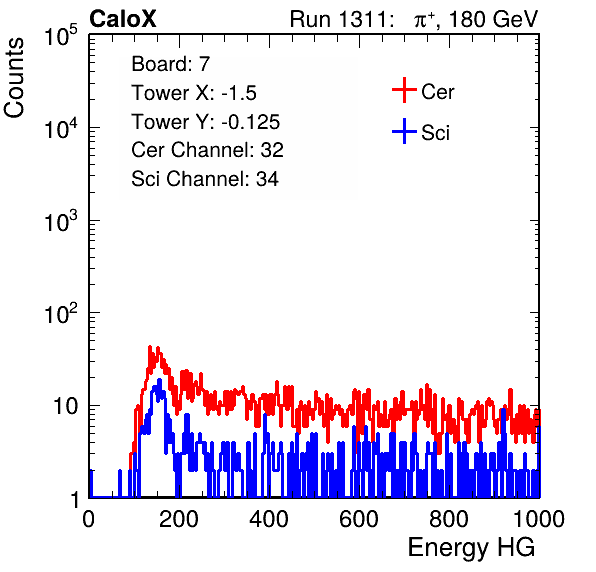 CaloX Run 1311: π⁺, 180 GeV
Counts
10⁵
10⁴
10³
10²
10
1
Board: 7
Tower X: -1.5
Tower Y: -0.125
Cer Channel: 32
Sci Channel: 34
Cer
Sci
0 200 400 600 800 1000
Energy HG